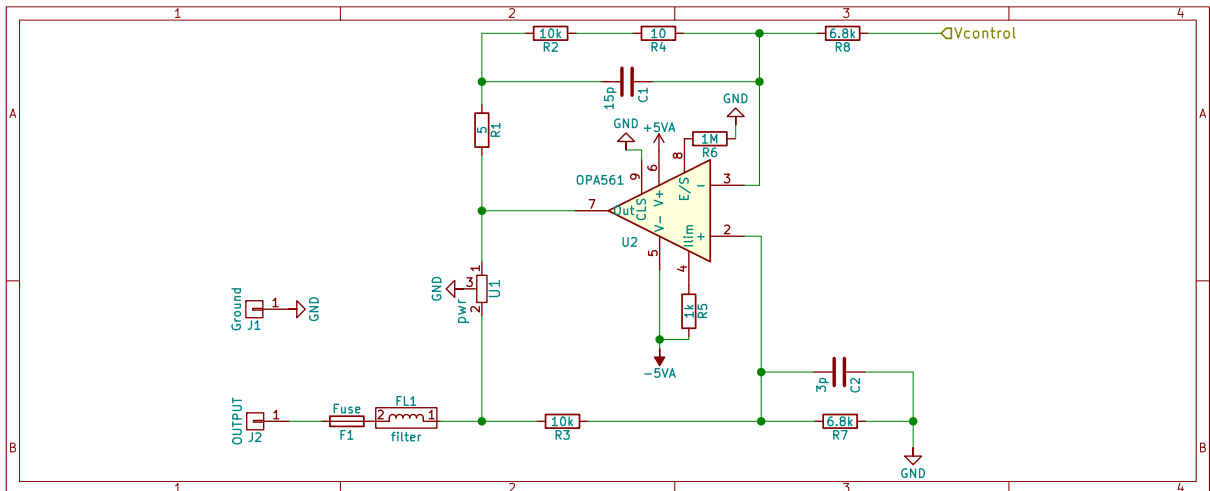 1 2 3 4
10k 10 6.8k Vcontrol
R2 R4 R8
15p C1
A A
GND
GND +5VA
5 R1
1M
R6
8
6
9
OPA561
3
E/S -
V+
CLS
7 Out
V-
2
Ilim +
U2
5
4
1
GND 3 U1
pwr 2
1k R5
Ground 1 GND
J1
-5VA
3p C2
OUTPUT 1 Fuse FL1
2 1
J2 F1 filter
10k
R3
6.8k
R7
B B
GND
1 2 3 4